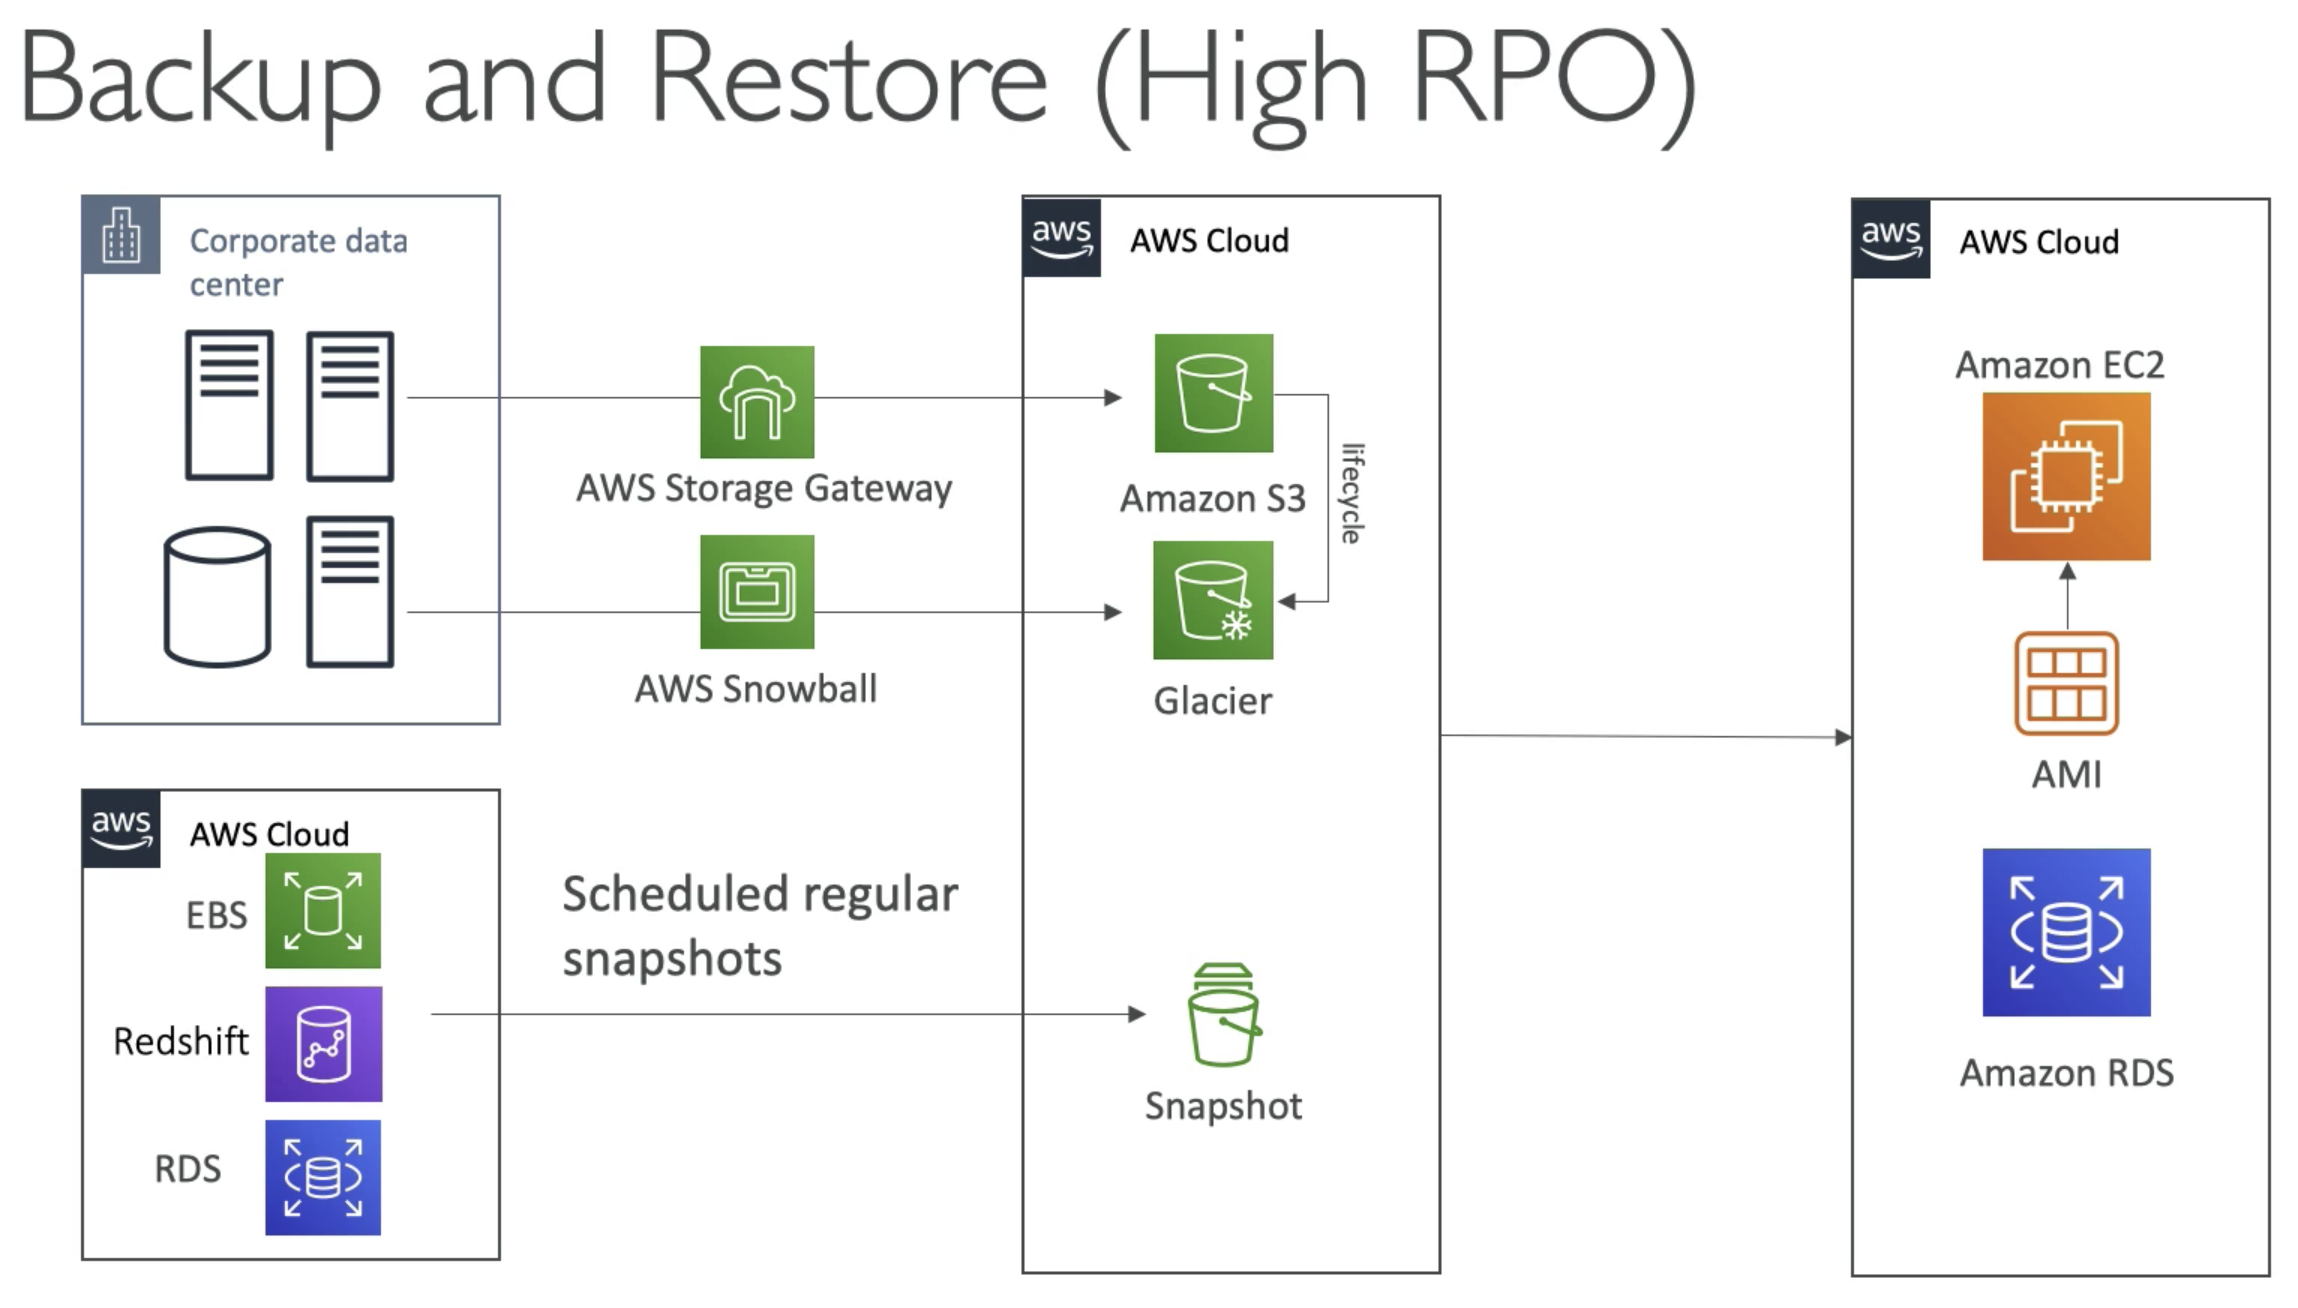 Backup and Restore (High RPO)
Corporate data
center
AWS Storage Gateway
AWS Snowball
aws
AWS Cloud
EBS
Redshift
RDS
Scheduled regular
snapshots
aws
AWS Cloud
Amazon S3
lifecycle
Glacier
Snapshot
aws
AWS Cloud
Amazon EC2
AMI
Amazon RDS